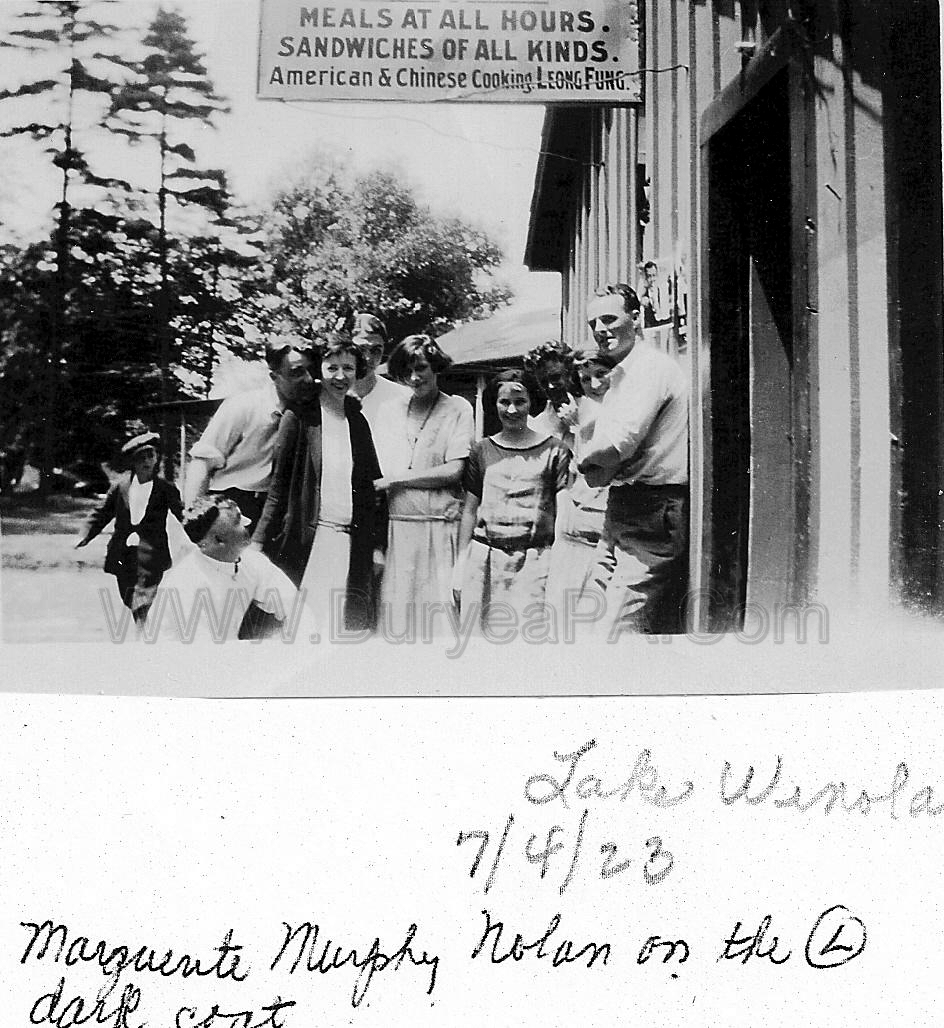 MEALS AT ALL HOURS.
SANDWICHES OF ALL KINDS.
American & Chinese Cooking. LEONG FUNG.
WWW.DuryeaPA.Com
Lake Winola
7/4/23
Marguerite Murphy Nolan on the L
dark coat